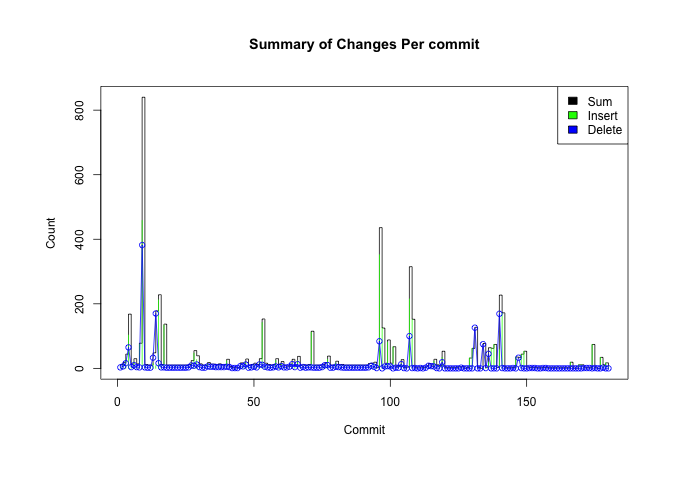 Summary of Changes Per commit
Sum
Insert
Delete
Count
800
600
400
200
0
0 50 100 150
Commit